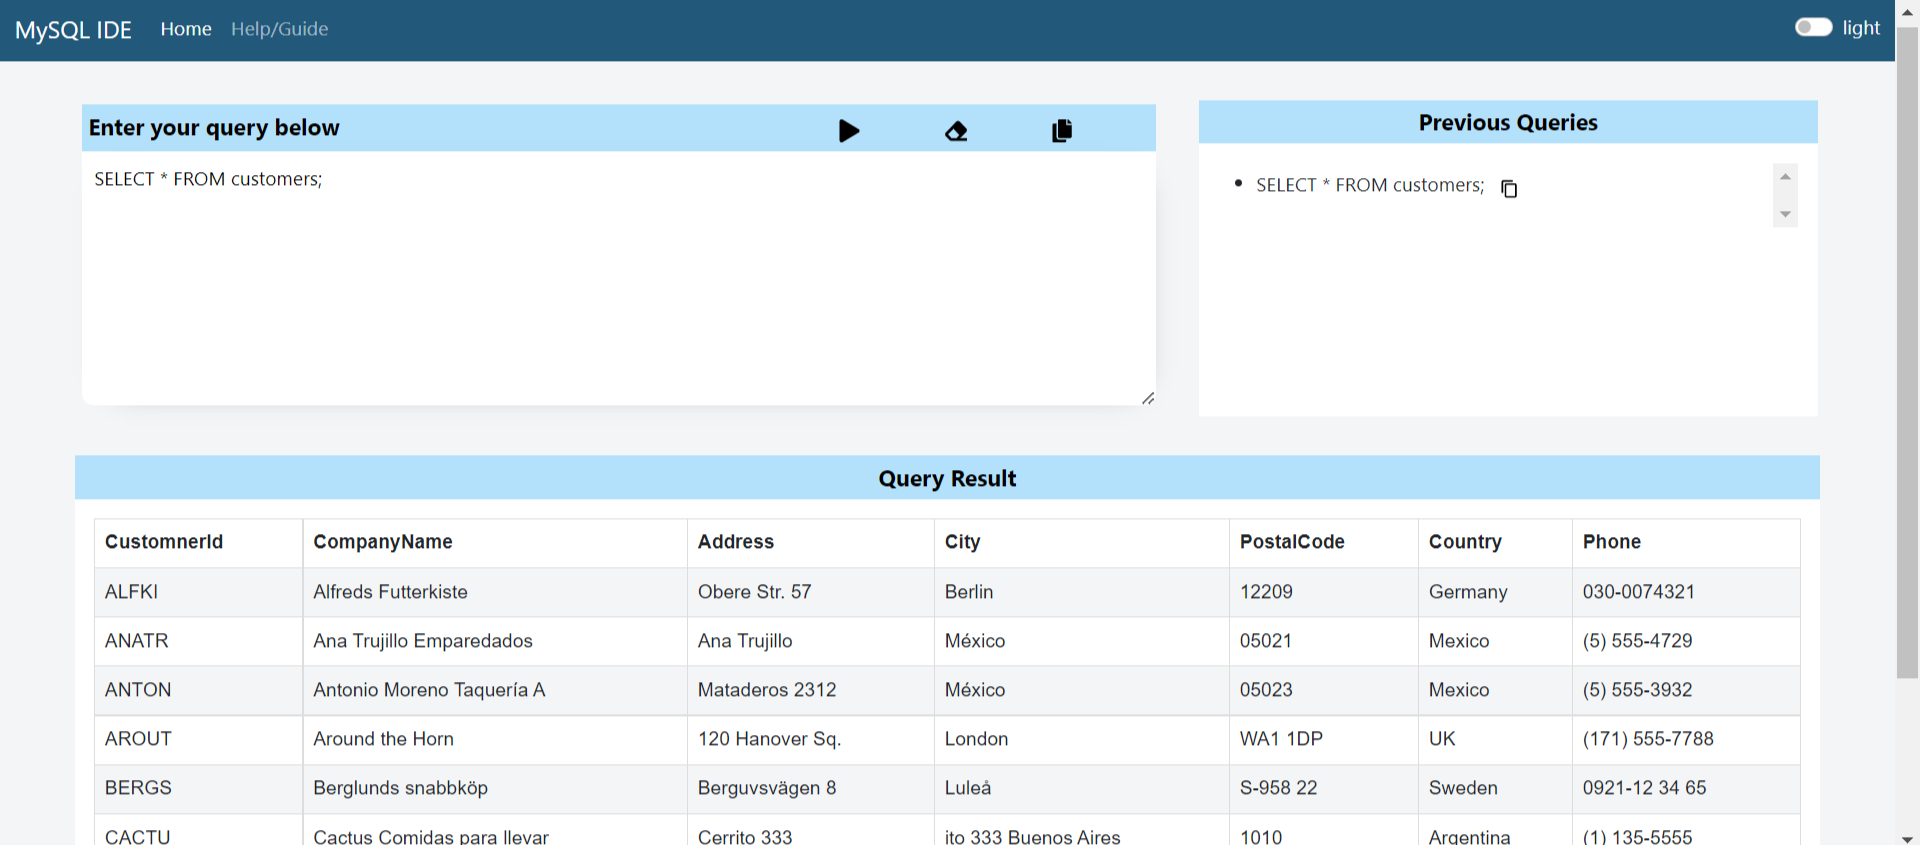 MySQL IDE Home Help/Guide light
Enter your query below
SELECT * FROM customers;
Previous Queries
SELECT * FROM customers;
Query Result
CustomnerId CompanyName Address City PostalCode Country Phone
ALFKI Alfreds Futterkiste Obere Str. 57 Berlin 12209 Germany 030-0074321
ANATR Ana Trujillo Emparedados Ana Trujillo México 05021 Mexico (5) 555-4729
ANTON Antonio Moreno Taquería A Mataderos 2312 México 05023 Mexico (5) 555-3932
AROUT Around the Horn 120 Hanover Sq. London WA1 1DP UK (171) 555-7788
BERGS Berglunds snabbköp Berguvsvägen 8 Luleå S-958 22 Sweden 0921-12 34 65
CACTU Cactus Comidas para llevar Cerrito 333 ito 333 Buenos Aires 1010 Argentina (1) 135-5555